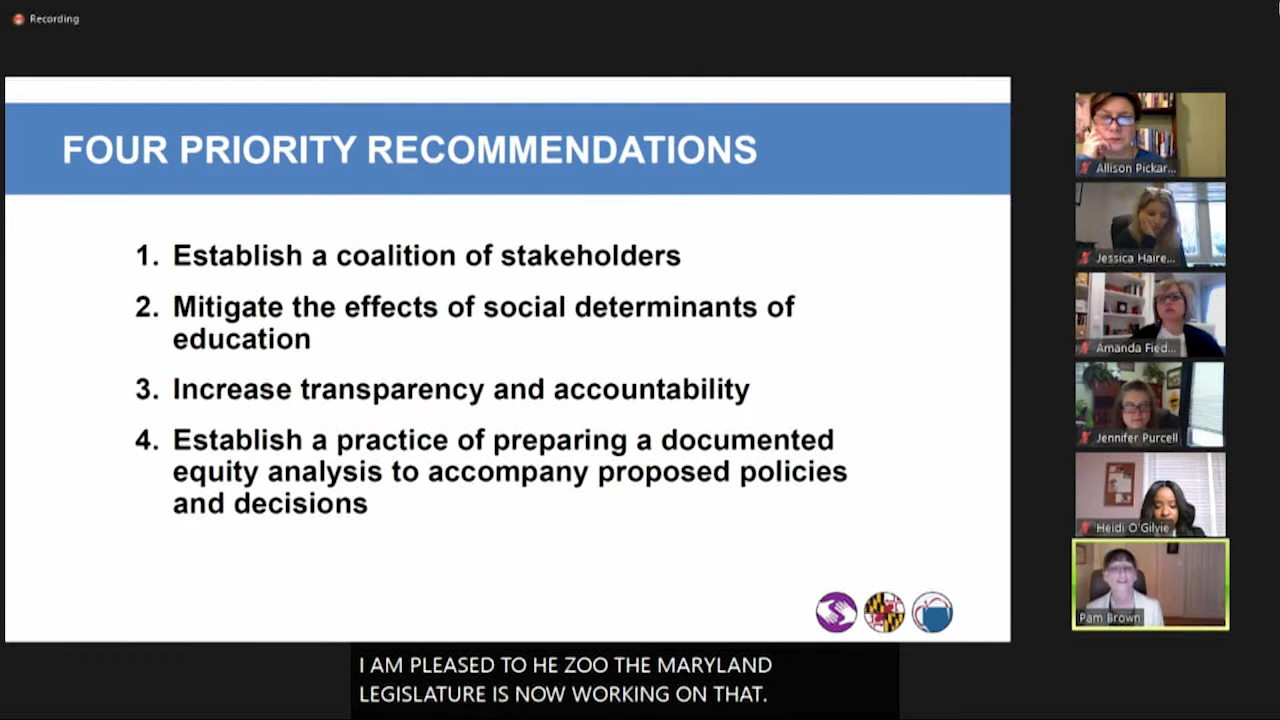 Recording
FOUR PRIORITY RECOMMENDATIONS
1. Establish a coalition of stakeholders
2. Mitigate the effects of social determinants of
education
3. Increase transparency and accountability
4. Establish a practice of preparing a documented
equity analysis to accompany proposed policies
and decisions
Allison Pickar...
Jessica Haire...
Amanda Fied...
Jennifer Purcell
Heidi O'Gilvie
Pam Brown
I AM PLEASED TO HE ZOO THE MARYLAND
LEGISLATURE IS NOW WORKING ON THAT.